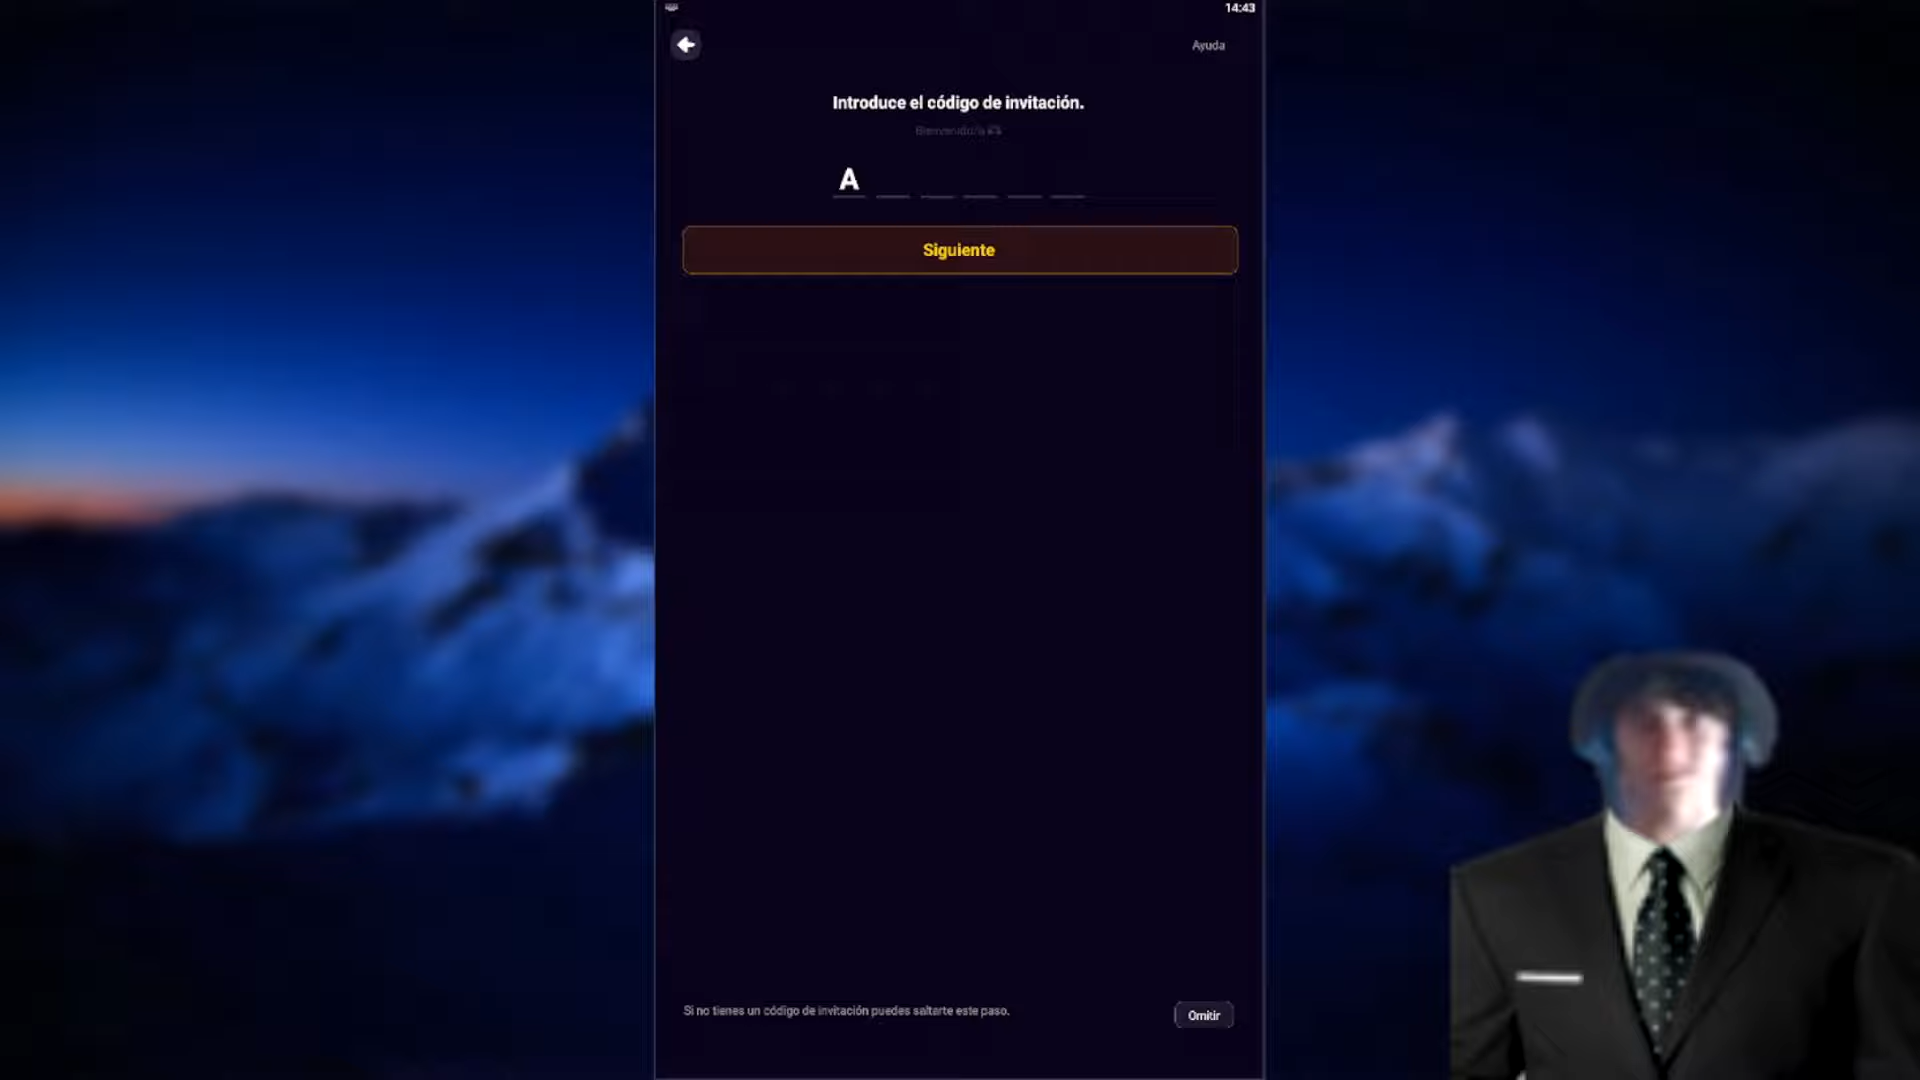 14:43
Ayuda
Introduce el código de invitación.
Bienvenido/a
A
Siguiente
Si no tienes un código de invitación puedes saltarte este paso.
Omitir